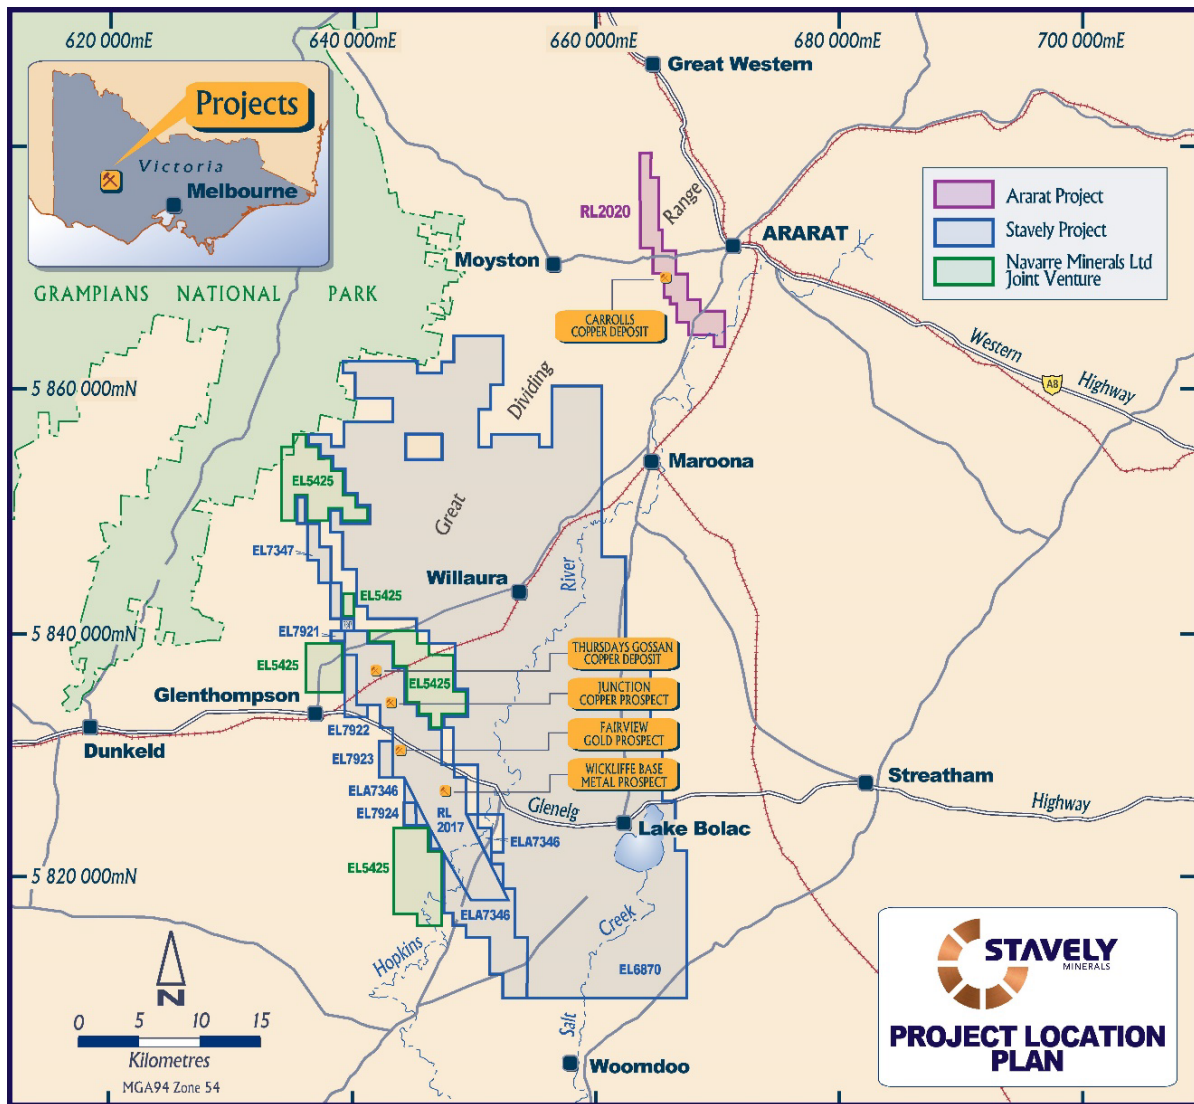 620 000mE
640 000mE
660 000mE
680 000mE
700 000mE
Projects
Victoria
Melbourne
Great Western
RL2020
Range
ARARAT
Moyston
GRAMPIANS NATIONAL PARK
CARROLLS
COPPER DEPOSIT
Ararat Project
Stavely Project
Navarre Minerals Ltd
Joint Venture
Western
Highway
A8
5 860 000mN
Dividing
Great
Maroona
EL5425
EL7347
Willaura
River
EL5425
5 840 000mN
EL7921
EL5425
EL5425
THURSDAYS GOSSAN
COPPER DEPOSIT
JUNCTION
COPPER PROSPECT
FAIRVIEW
GOLD PROSPECT
WICKLIFFE BASE
METAL PROSPECT
Glenthompson
Dunkeld
EL7922
EL7923
ELA7346
EL7924
RL
2017
Glenelg
Highway
Streatham
Lake Bolac
ELA7346
EL5425
5 820 000mN
ELA7346
Hopkins
Creek
EL6870
Salt
Woorndoo
N
0 5 10 15
Kilometres
MGA94 Zone 54
STAVELY
MINERALS
PROJECT LOCATION
PLAN